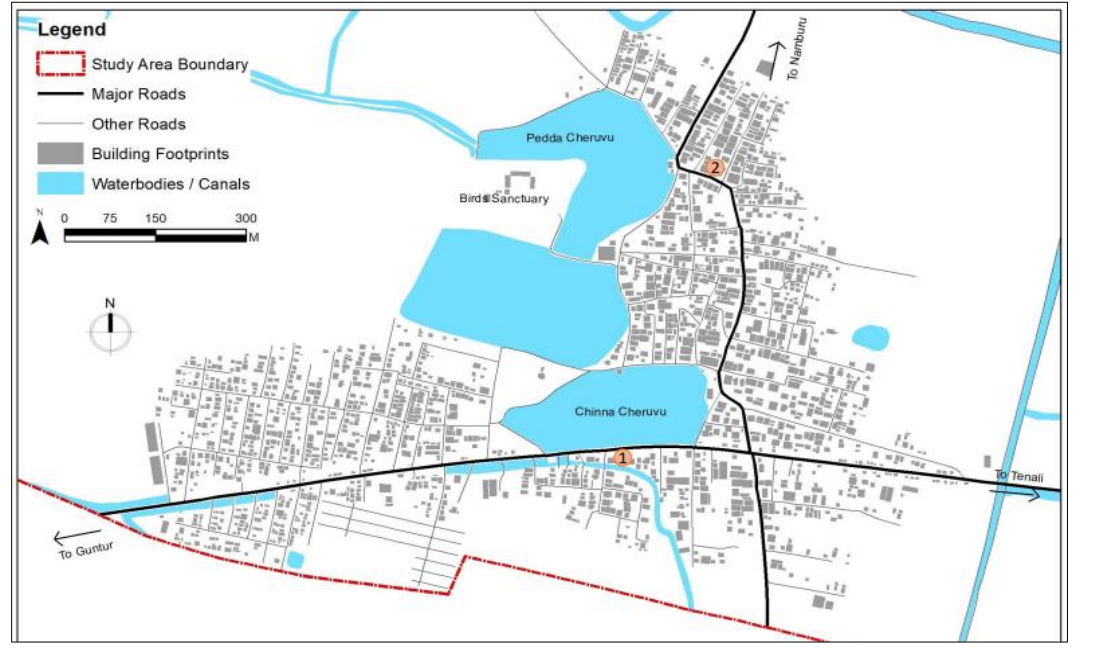 Legend
Study Area Boundary
Major Roads
Other Roads
Building Footprints
Waterbodies / Canals
N
0 75 150 300
M
N
To Namburu
Pedda Cheruvu
2
Birds Sanctuary
Chinna Cheruvu
1
To Tenali
To Guntur